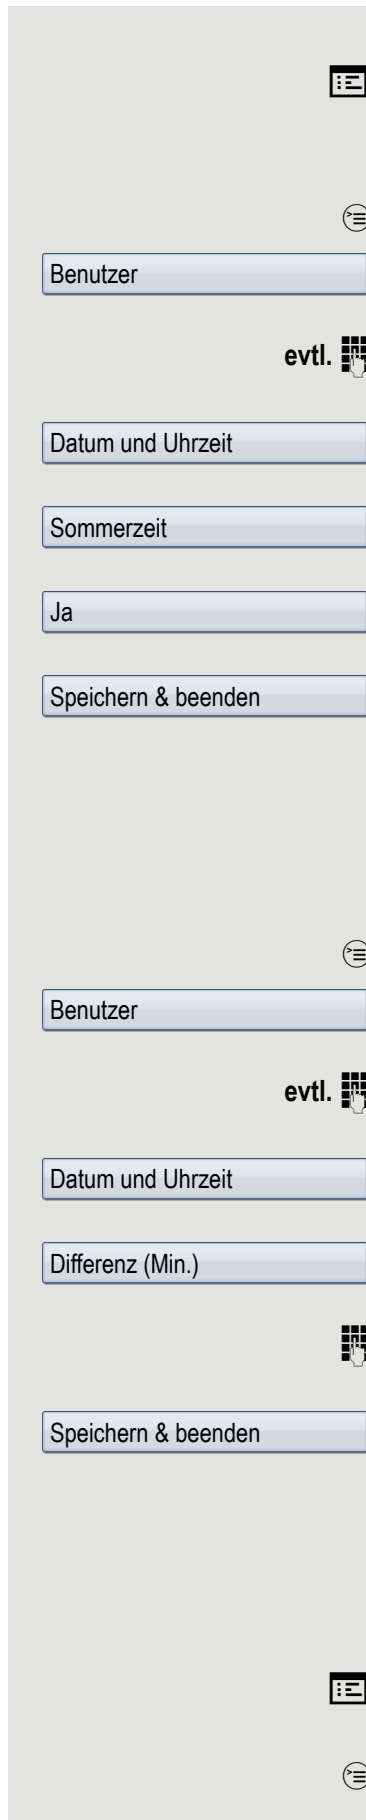 Benutzer
evtl.
Datum und Uhrzeit
Sommerzeit
Ja
Speichern & beenden
Benutzer
evtl.
Datum und Uhrzeit
Differenz (Min.)
Speichern & beenden